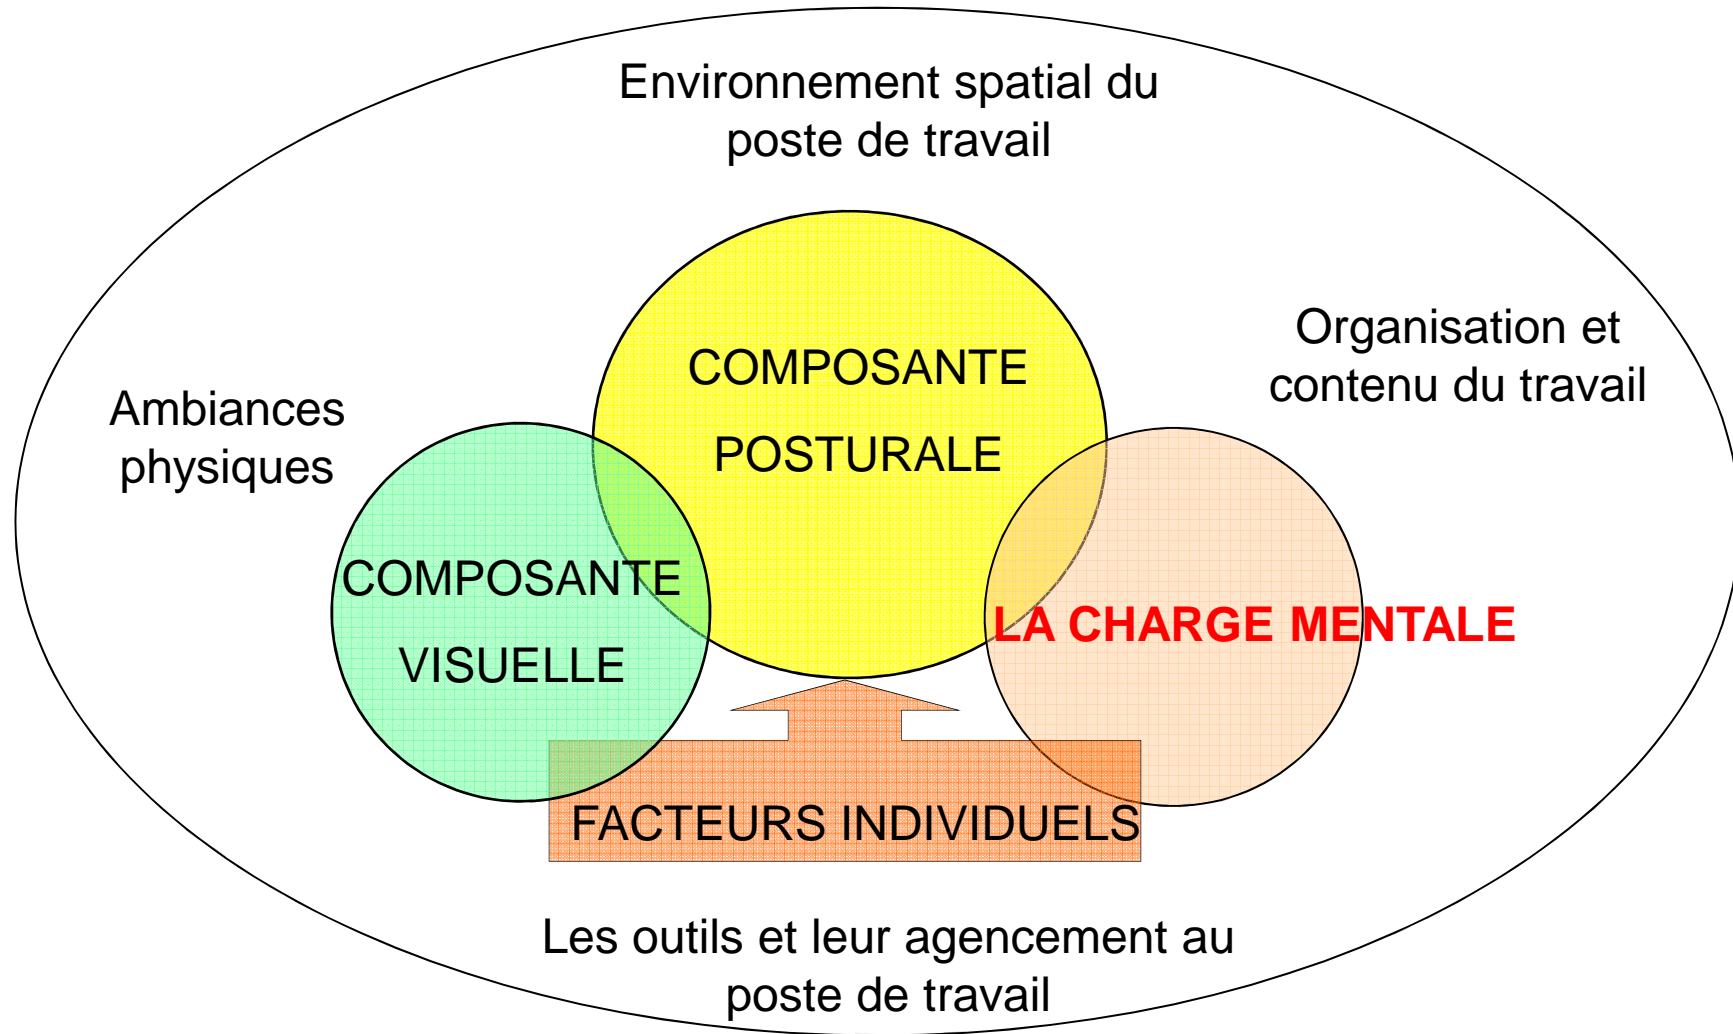 Environnement spatial du
poste de travail
Organisation et
contenu du travail
Ambiances
physiques
COMPOSANTE
POSTURALE
COMPOSANTE
VISUELLE
LA CHARGE MENTALE
FACTEURS INDIVIDUELS
Les outils et leur agencement au
poste de travail